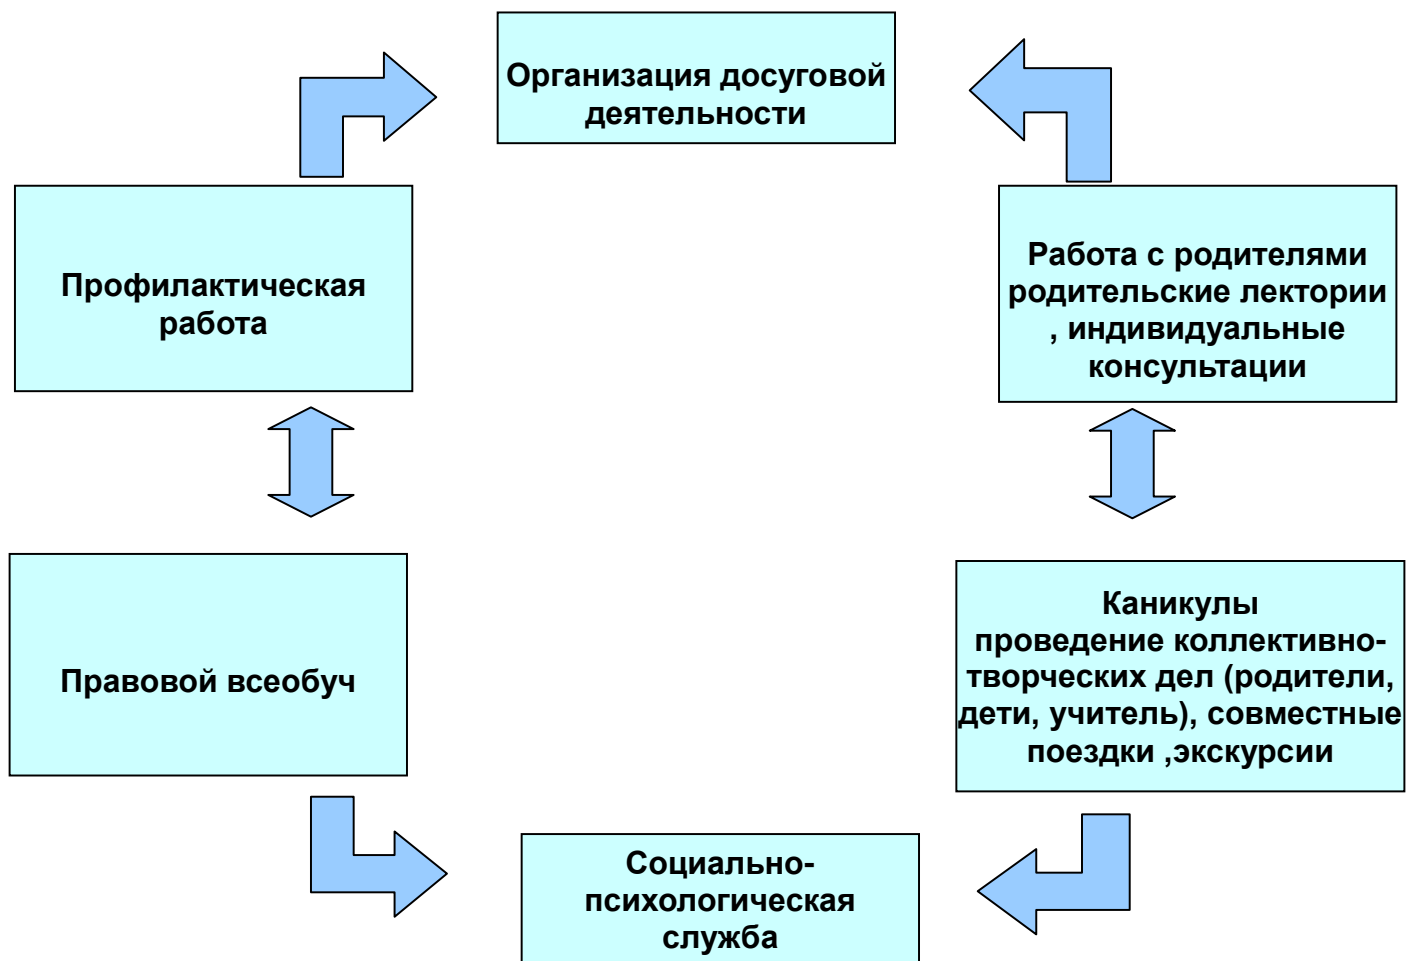 Организация досуговой
деятельности
Профилактическая
работа
Работа с родителями
родительские лектории
, индивидуальные
консультации
Правовой всеобуч
Каникулы
проведение коллективно-
творческих дел (родители,
дети, учитель), совместные
поездки ,экскурсии
Социально-
психологическая
служба